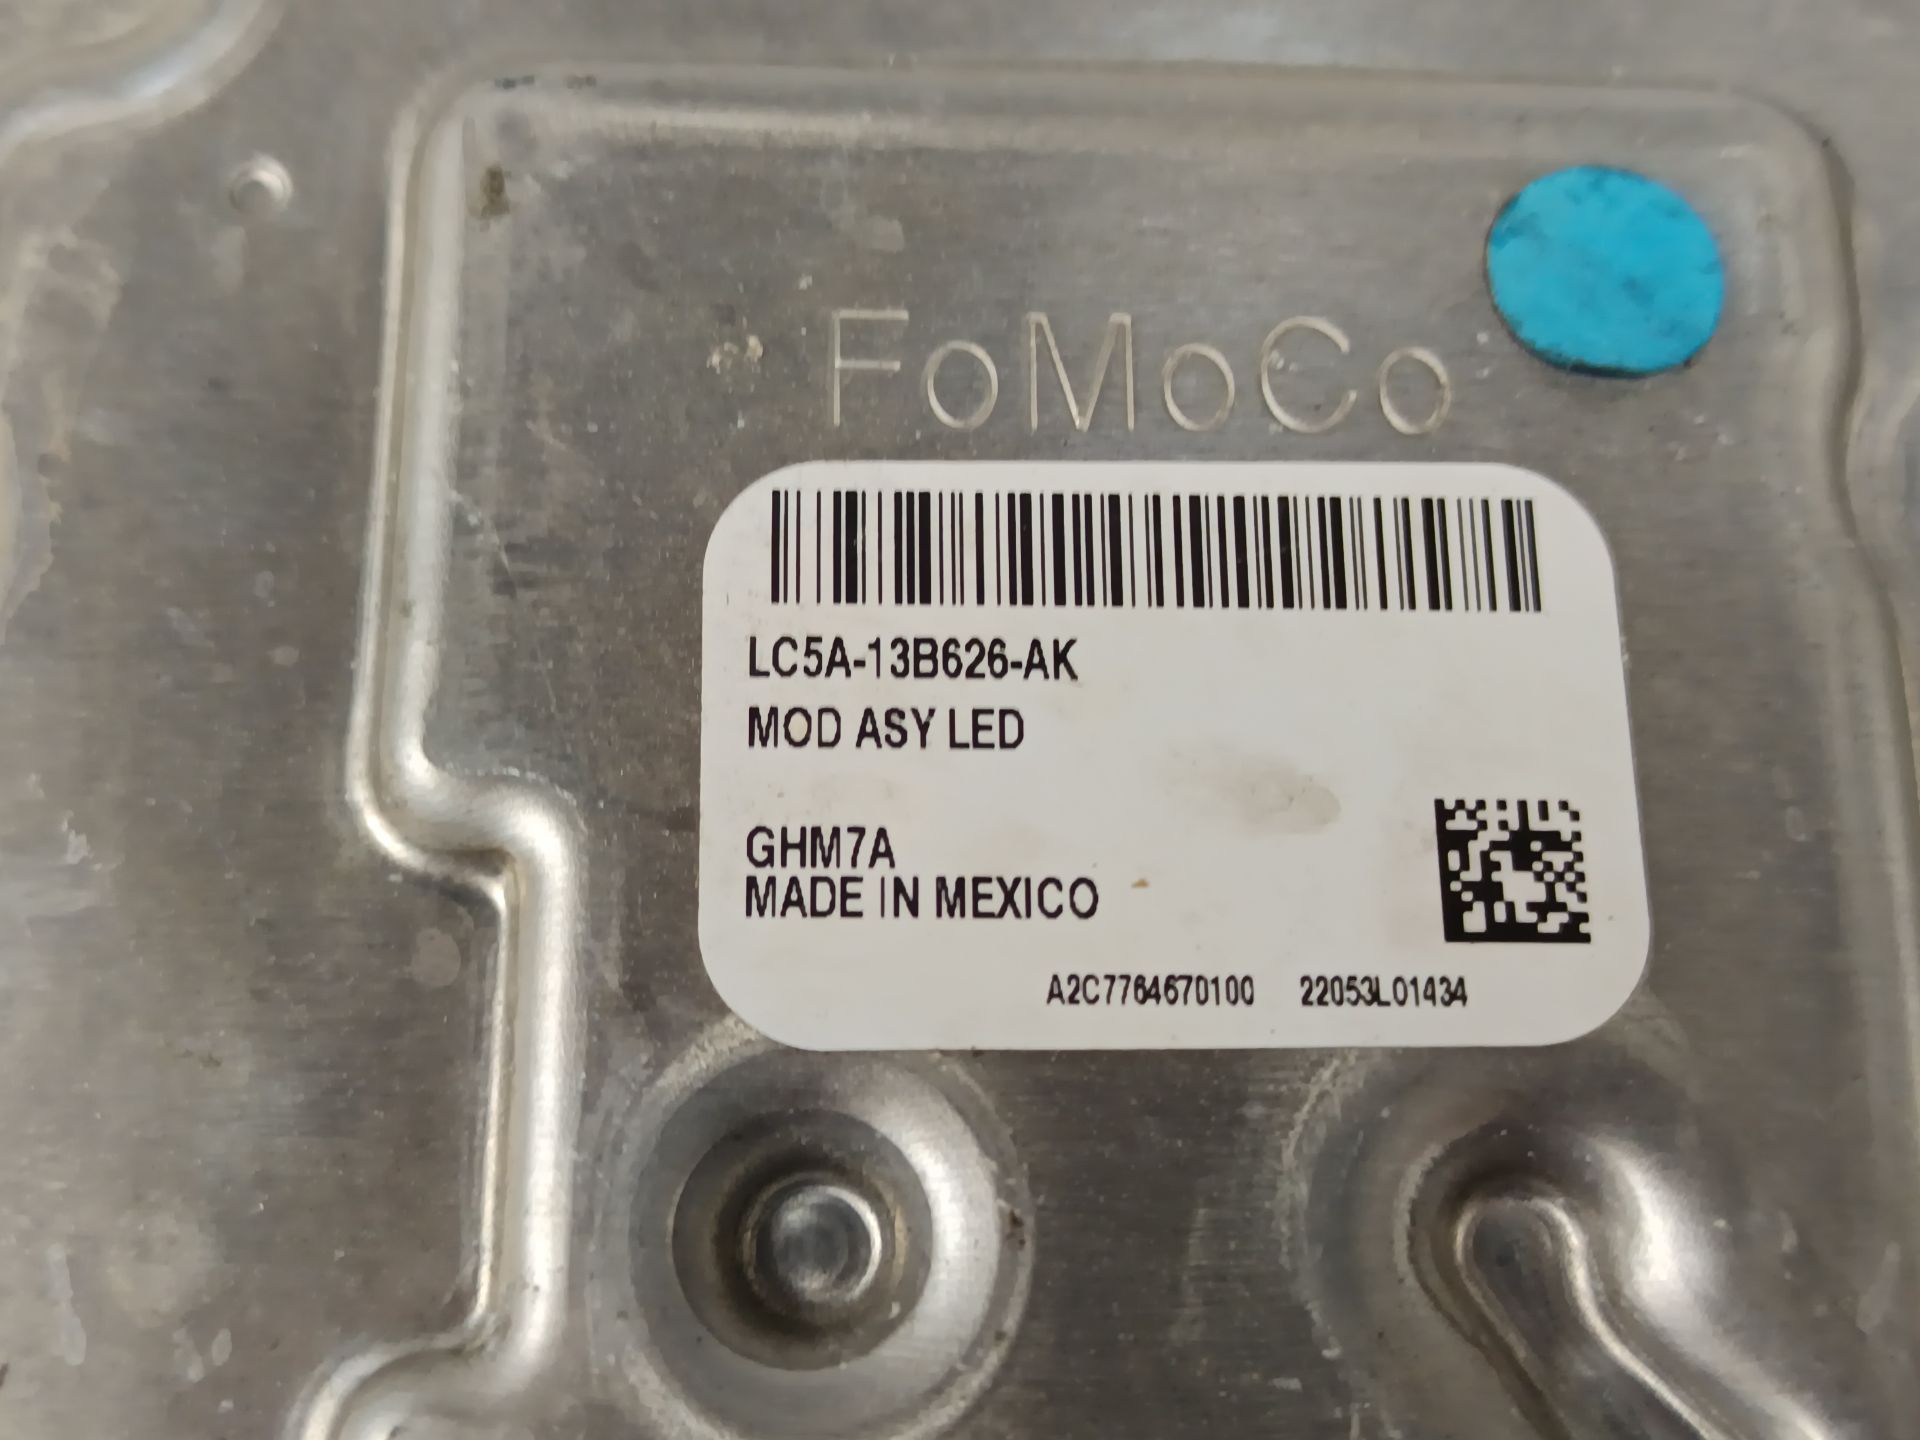 FoMoCo
LC5A-13B626-AK
MOD ASY LED
GHM7A
MADE IN MEXICO
A2C7764670100 22053L01434